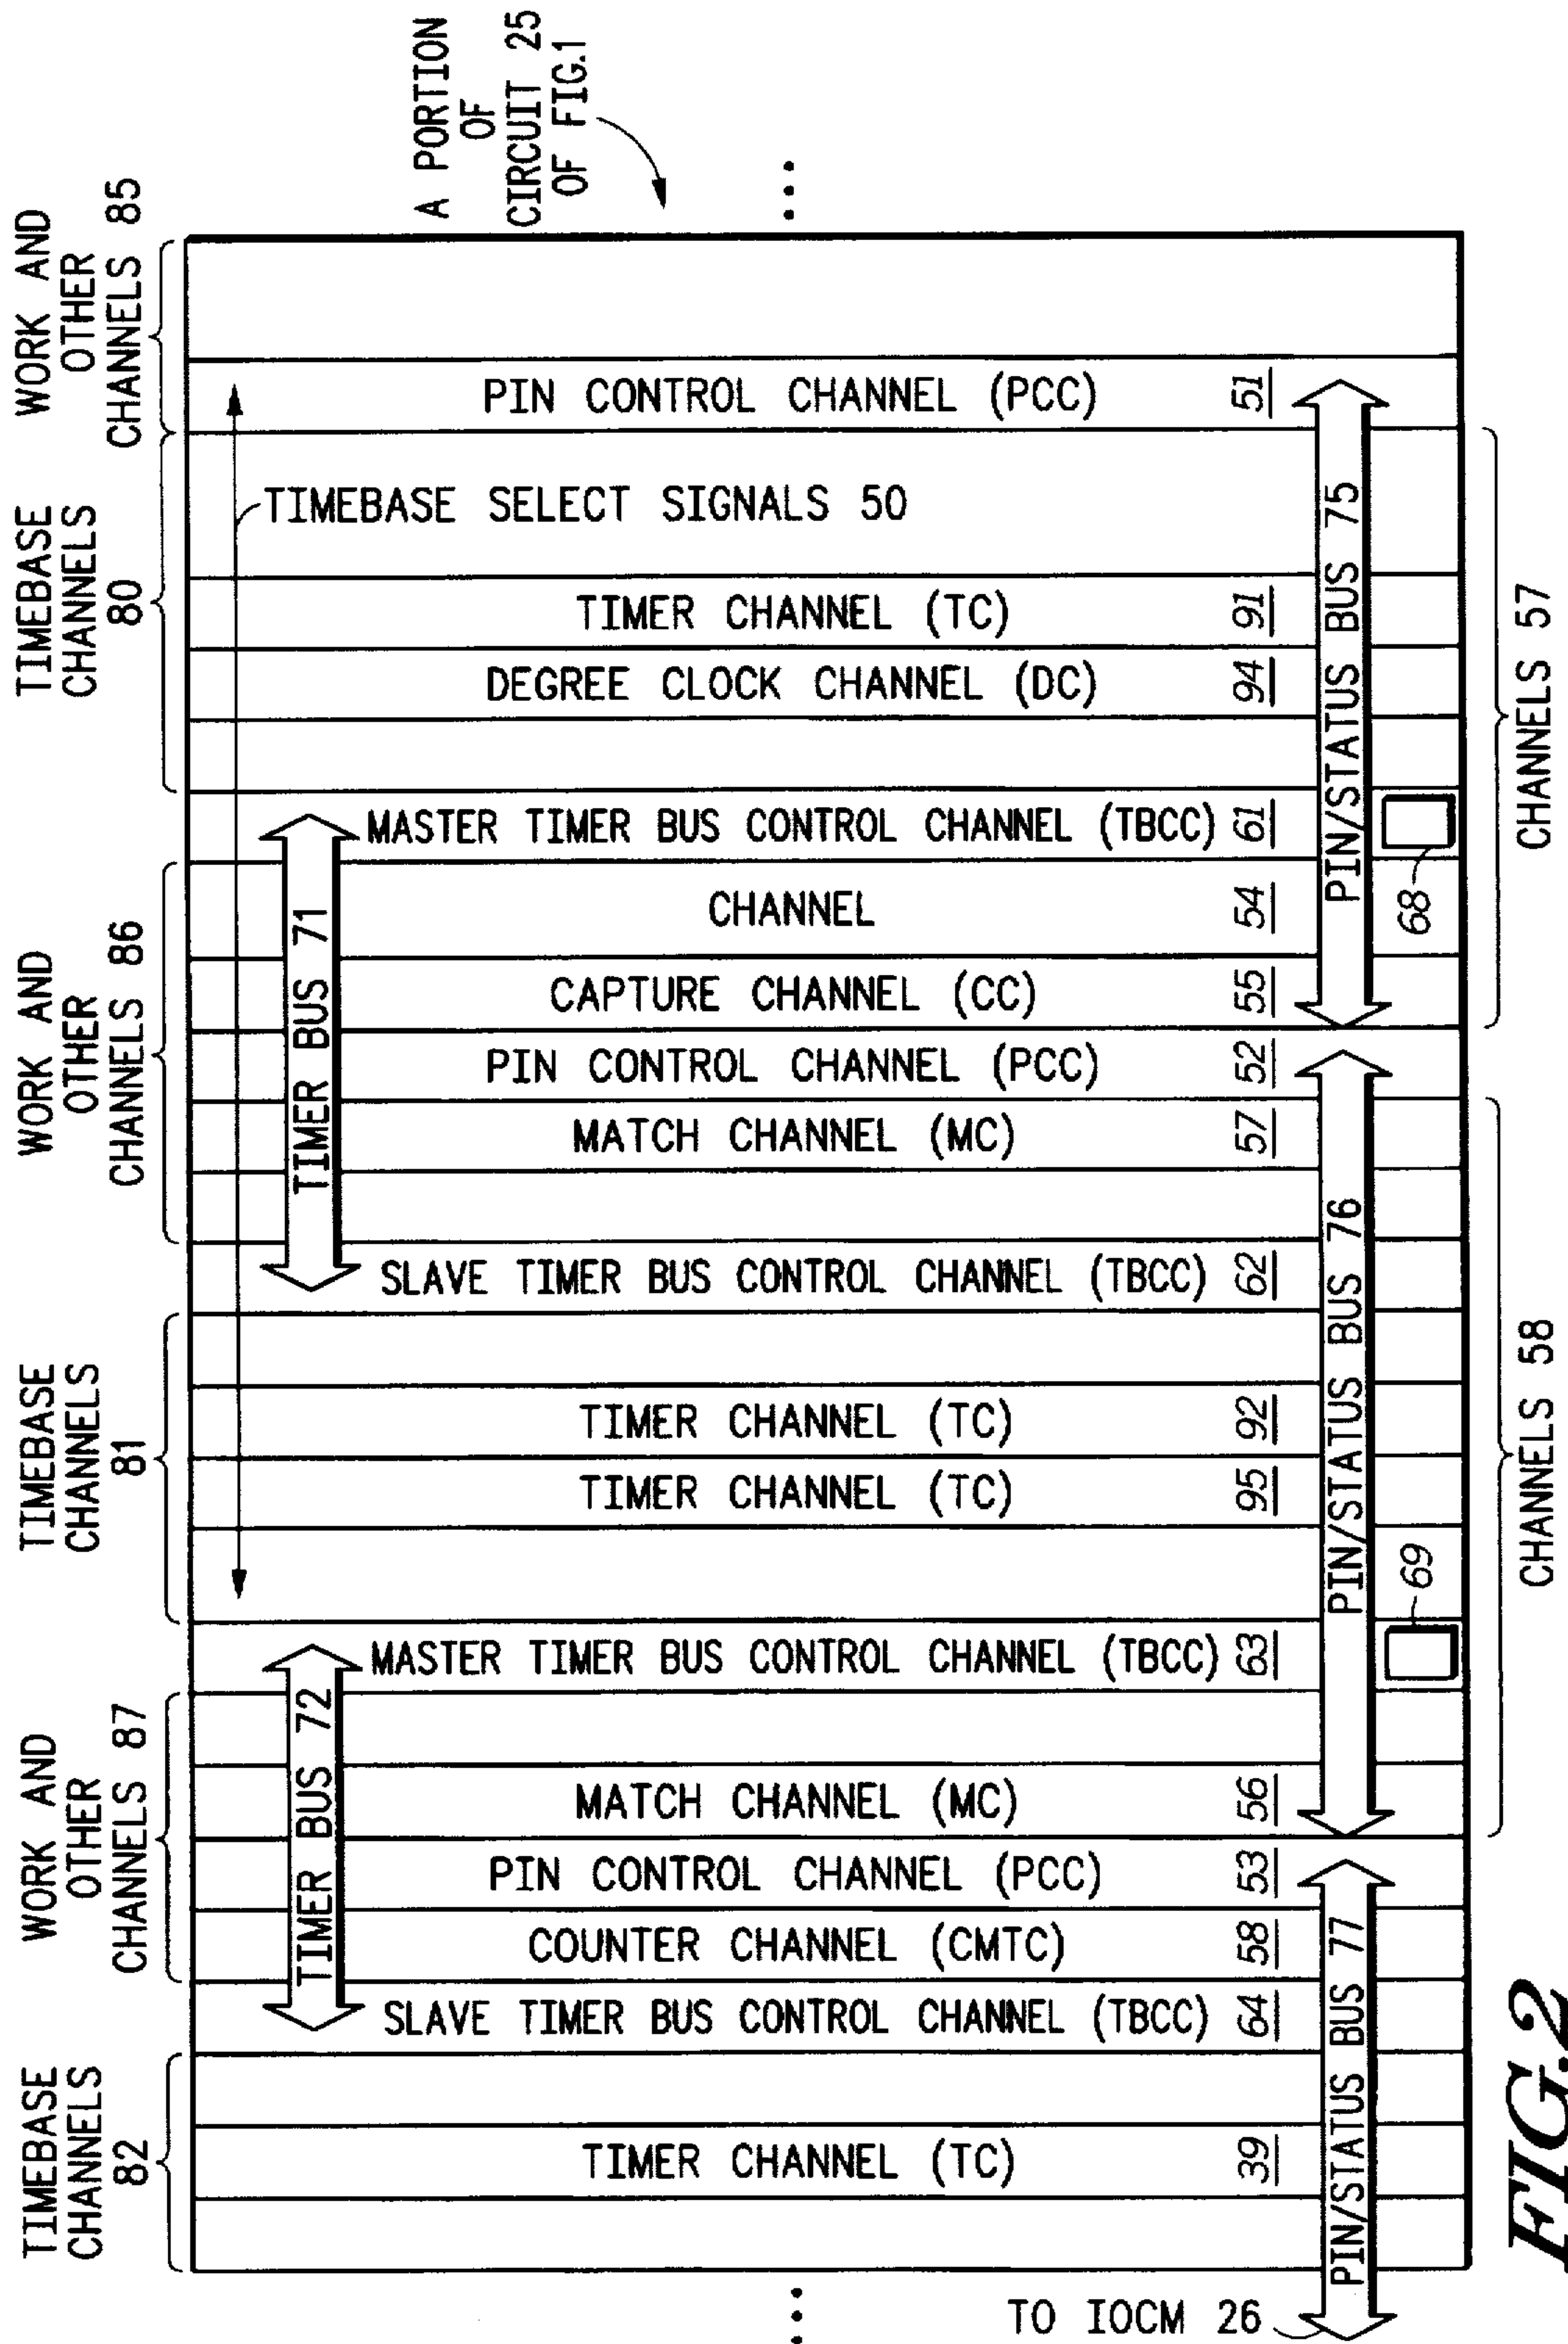 WORK AND
OTHER
CHANNELS 85
A PORTION
OF
CIRCUIT 25
OF FIG.1
PIN CONTROL CHANNEL (PCC) 51
TIMEBASE
CHANNELS
80
TIMEBASE SELECT SIGNALS 50
TIMER CHANNEL (TC) 91
DEGREE CLOCK CHANNEL (DC) 94
PIN/STATUS BUS 75
CHANNELS 57
MASTER TIMER BUS CONTROL CHANNEL (TBCC) 61
68
WORK AND
OTHER
CHANNELS 86
TIMER BUS 71
CHANNEL 54
CAPTURE CHANNEL (CC) 55
PIN CONTROL CHANNEL (PCC) 52
MATCH CHANNEL (MC) 57
SLAVE TIMER BUS CONTROL CHANNEL (TBCC) 62
PIN/STATUS BUS 76
CHANNELS 58
TIMEBASE
CHANNELS
81
TIMER CHANNEL (TC) 92
TIMER CHANNEL (TC) 95
69
MASTER TIMER BUS CONTROL CHANNEL (TBCC) 63
WORK AND
OTHER
CHANNELS 87
TIMER BUS 72
MATCH CHANNEL (MC) 56
PIN CONTROL CHANNEL (PCC) 53
COUNTER CHANNEL (CMTC) 58
SLAVE TIMER BUS CONTROL CHANNEL (TBCC) 64
PIN/STATUS BUS 77
TIMEBASE
CHANNELS
82
TIMER CHANNEL (TC) 39
TO IOCM 26
FIG.2